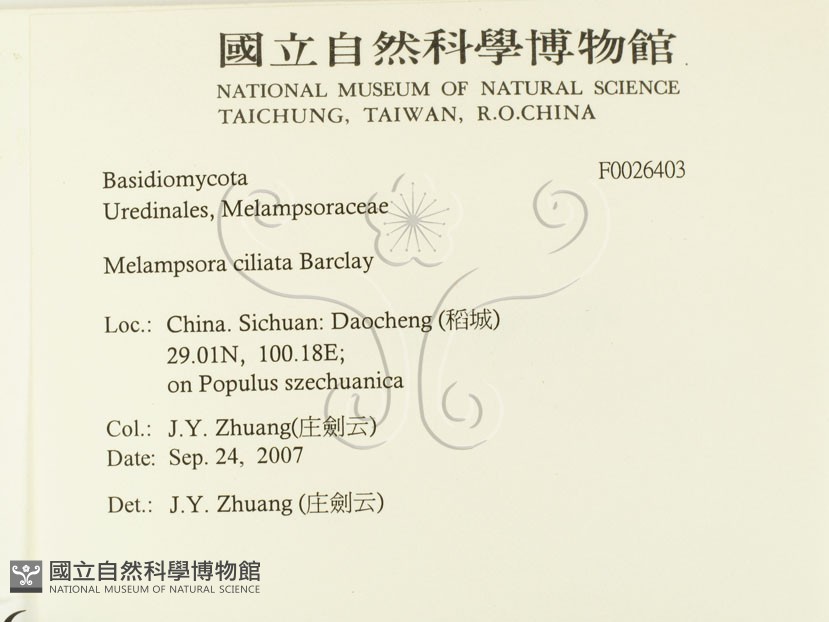 國立自然科學博物館
NATIONAL MUSEUM OF NATURAL SCIENCE
TAICHUNG, TAIWAN, R.O.CHINA
F0026403
Basidiomycota
Uredinales, Melampsoraceae
Melampsora ciliata Barclay
Loc.: China. Sichuan: Daocheng (稻城)
29.01N, 100.18E;
on Populus szechuanica
Col.: J.Y. Zhuang(庄劍云)
Date: Sep. 24, 2007
Det.: J.Y. Zhuang (庄劍云)
國立自然科學博物館
NATIONAL MUSEUM OF NATURAL SCIENCE